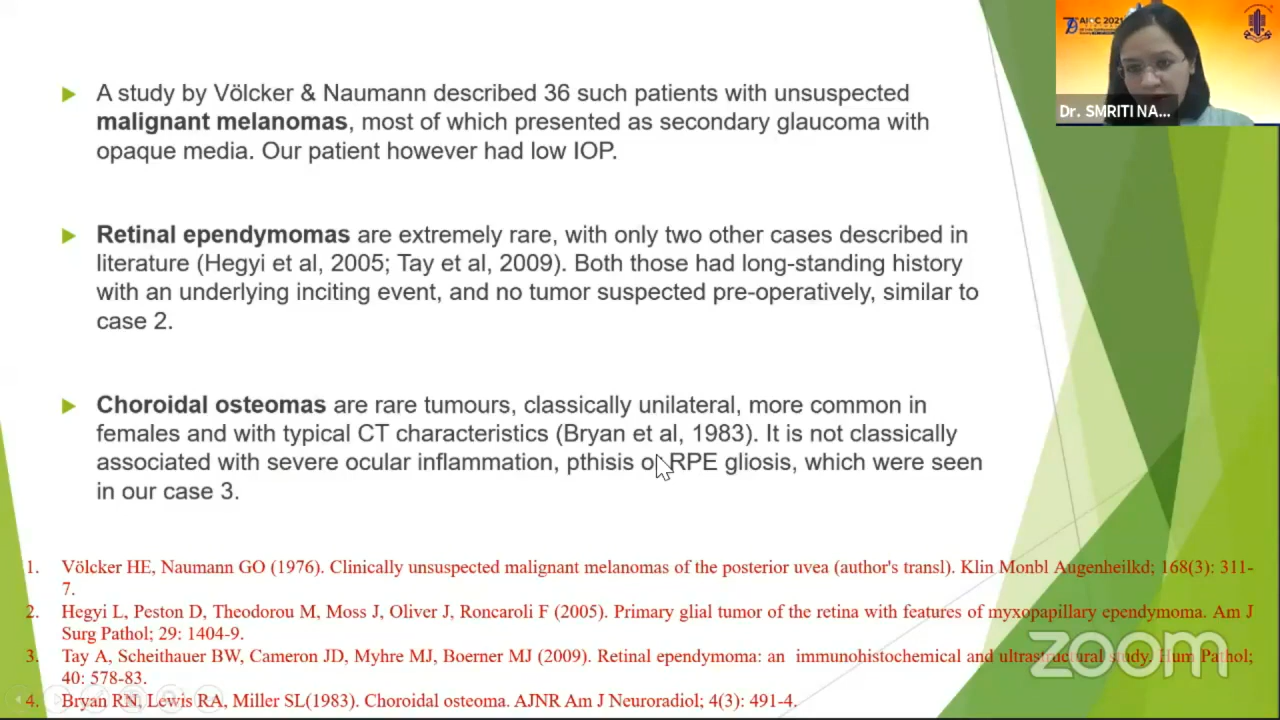 A study by Völcker & Naumann described 36 such patients with unsuspected
malignant melanomas, most of which presented as secondary glaucoma with
opaque media. Our patient however had low IOP.
Retinal ependymomas are extremely rare, with only two other cases described in
literature (Hegyi et al, 2005; Tay et al, 2009). Both those had long-standing history
with an underlying inciting event, and no tumor suspected pre-operatively, similar to
case 2.
Choroidal osteomas are rare tumours, classically unilateral, more common in
females and with typical CT characteristics (Bryan et al, 1983). It is not classically
associated with severe ocular inflammation, pthisis or RPE gliosis, which were seen
in our case 3.
1. Völcker HE, Naumann GO (1976). Clinically unsuspected malignant melanomas of the posterior uvea (author's transl). Klin Monbl Augenheilkd; 168(3): 311-
7.
2. Hegyi L, Peston D, Theodorou M, Moss J, Oliver J, Roncaroli F (2005). Primary glial tumor of the retina with features of myxopapillary ependymoma. Am J
Surg Pathol; 29: 1404-9.
3. Tay A, Scheithauer BW, Cameron JD, Myhre MJ, Boerner MJ (2009). Retinal ependymoma: an immunohistochemical and ultrastructural study. Hum Pathol;
40: 578-83.
4. Bryan RN, Lewis RA, Miller SL(1983). Choroidal osteoma. AJNR Am J Neuroradiol; 4(3): 491-4.
AIOC 2021
Dr. SMRITI NA...
zoom